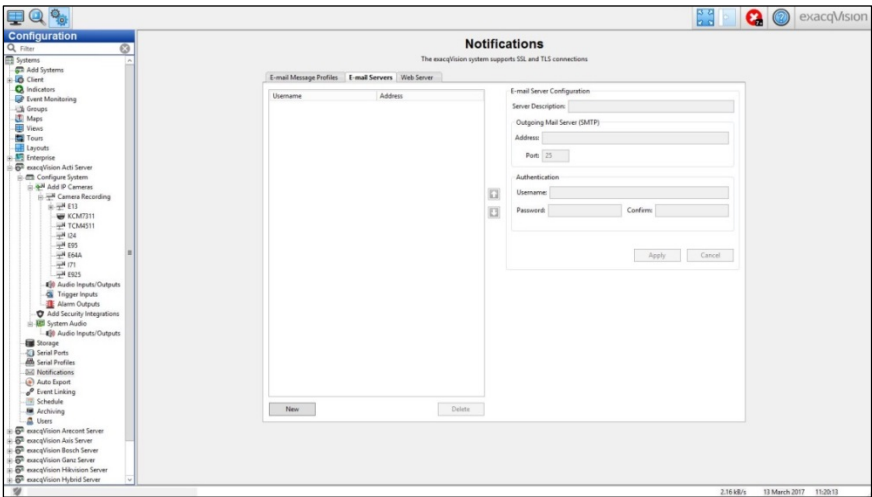 exacqVision
Configuration
Filter
Systems
Add Systems
Client
Indicators
Event Monitoring
Groups
Maps
Views
Tours
Layouts
Enterprise
exacqVision Acti Server
Configure System
Add IP Cameras
Camera Recording
E13
KCM7311
TCM4511
I24
E95
E64A
I71
E925
Audio Inputs/Outputs
Trigger Inputs
Alarm Outputs
Add Security Integrations
System Audio
Audio Inputs/Outputs
Storage
Serial Ports
Serial Profiles
Notifications
Auto Export
Event Linking
Schedule
Archiving
Users
exacqVision Arecont Server
exacqVision Axis Server
exacqVision Bosch Server
exacqVision Ganz Server
exacqVision Hikvision Server
exacqVision Hybrid Server
Notifications
The exacqVision system supports SSL and TLS connections
E-mail Message Profiles E-mail Servers Web Server
Username Address
New Delete
E-mail Server Configuration
Server Description:
Outgoing Mail Server (SMTP)
Address:
Port: 25
Authentication
Username:
Password: Confirm:
Apply Cancel
2.16 kB/s 13 March 2017 11:20:13